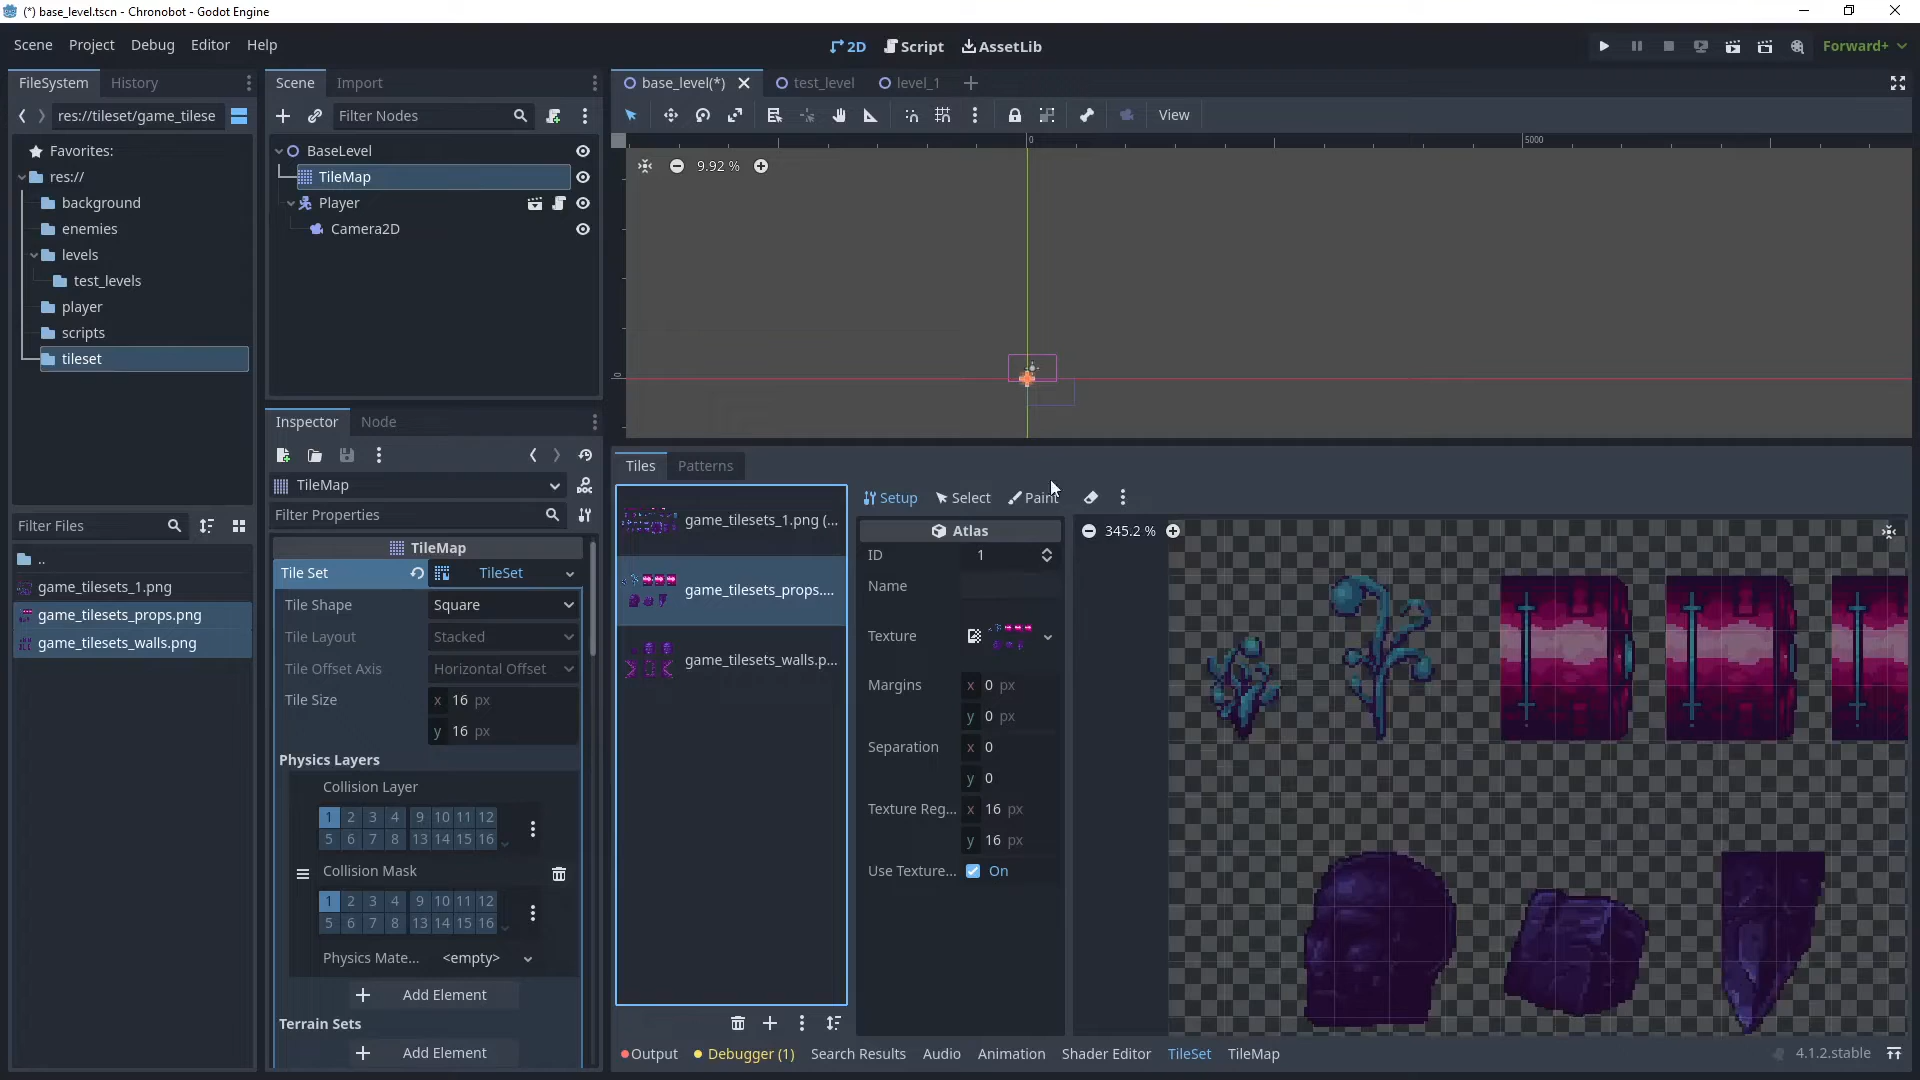 (*) base_level.tscn - Chronobot - Godot Engine
Scene Project Debug Editor Help
2D Script AssetLib
Forward+
FileSystem History
res://tileset/game_tilese
Favorites:
res://
background
enemies
levels
test_levels
player
scripts
tileset
Filter Files
..
game_tilesets_1.png
game_tilesets_props.png
game_tilesets_walls.png
Scene Import
Filter Nodes
BaseLevel
TileMap
Player
Camera2D
Inspector Node
TileMap
Filter Properties
TileMap
Tile Set TileSet
Tile Shape Square
Tile Layout Stacked
Tile Offset Axis Horizontal Offset
Tile Size x 16 px
y 16 px
Physics Layers
Collision Layer
1 2 3 4 9 10 11 12
5 6 7 8 13 14 15 16
Collision Mask
1 2 3 4 9 10 11 12
5 6 7 8 13 14 15 16
Physics Mate... <empty>
Add Element
Terrain Sets
Add Element
base_level(*) test_level level_1
View
0 5000
9.92 %
0
Tiles Patterns
game_tilesets_1.png (...
game_tilesets_props....
game_tilesets_walls.p...
Setup Select Paint
Atlas
ID 1
Name
Texture
Margins x 0 px
y 0 px
Separation x 0
y 0
Texture Reg... x 16 px
y 16 px
Use Texture... On
345.2 %
Output Debugger (1) Search Results Audio Animation Shader Editor TileSet TileMap
4.1.2.stable